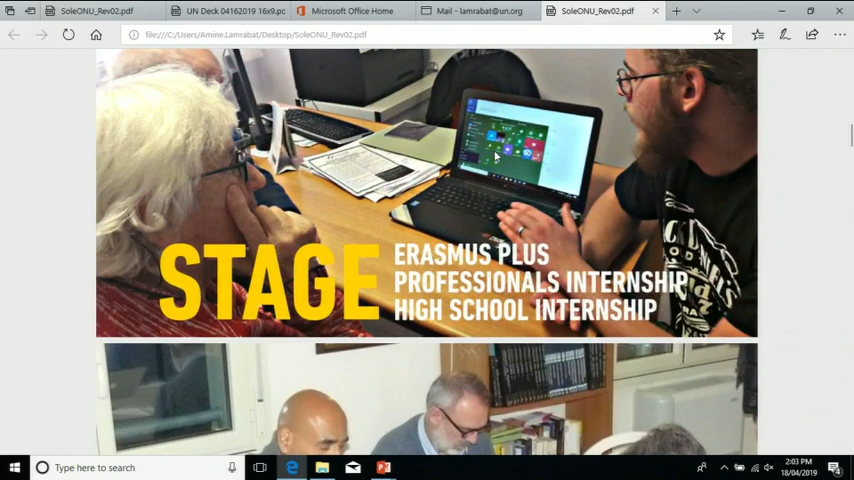 SoleONU_Rev02.pdf
UN Deck 04162019 16x9.pc
Microsoft Office Home
Mail - lamrabat@un.org
SoleONU_Rev02.pdf
file:///C:/Users/Amine.Lamrabat/Desktop/SoleONU_Rev02.pdf
STAGE
ERASMUS PLUS
PROFESSIONALS INTERNSHIP
HIGH SCHOOL INTERNSHIP
Type here to search
2:03 PM
18/04/2019